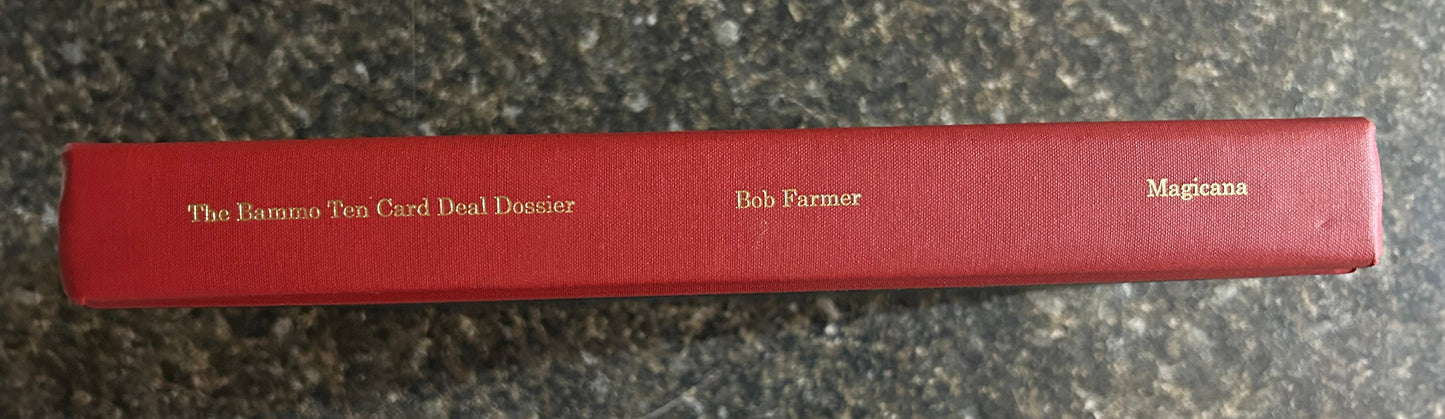 The Bammo Ten Card Deal Dossier
Bob Farmer
Magicana